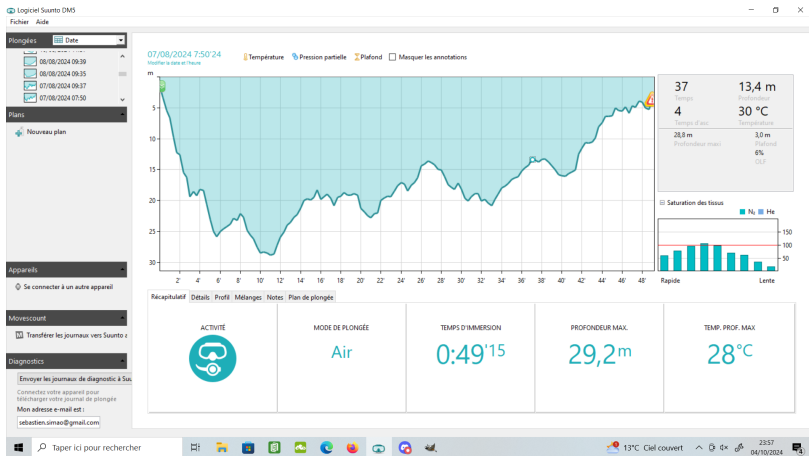 Logiciel Suunto DM5
Fichier Aide
Plongées Date
08/08/2024 09:39
08/08/2024 09:35
07/08/2024 09:37
07/08/2024 07:50
Plans
Nouveau plan
Appareils
Se connecter à un autre appareil
Movescount
Transférer les journaux vers Suunto a
Diagnostics
Envoyer les journaux de diagnostic à Suu
Connectez votre appareil pour
télécharger votre journal de plongée
Mon adresse e-mail est :
sebastien.simao@gmail.com
07/08/2024 7:50'24
Modifier la date et l'heure
Température Pression partielle Plafond Masquer les annotations
m
5
10
15
20
25
30
2' 4' 6' 8' 10' 12' 14' 16' 18' 20' 22' 24' 26' 28' 30' 32' 34' 36' 38' 40' 42' 44' 46' 48'
37 13,4 m
Temps Profondeur
4 30 °C
Temps d'asc Température
28,8 m 3,0 m
Profondeur maxi Plafond
6%
OLF
Saturation des tissus
N₂ He
150
100
50
Rapide Lente
Récapitulatif Détails Profil Mélanges Notes Plan de plongée
ACTIVITÉ MODE DE PLONGÉE TEMPS D'IMMERSION PROFONDEUR MAX. TEMP. PROF. MAX
Air 0:49'15 29,2m 28°C
Taper ici pour rechercher
13°C Ciel couvert
23:57
04/10/2024